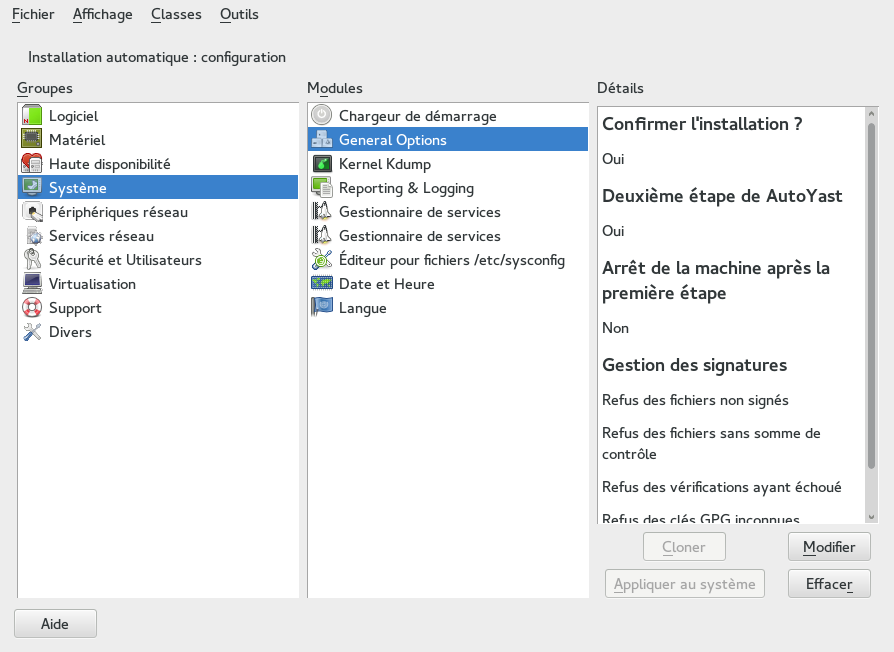 Fichier Affichage Classes Outils
Installation automatique : configuration
Groupes
Logiciel
Matériel
Haute disponibilité
Système
Périphériques réseau
Services réseau
Sécurité et Utilisateurs
Virtualisation
Support
Divers
Modules
Chargeur de démarrage
General Options
Kernel Kdump
Reporting & Logging
Gestionnaire de services
Gestionnaire de services
Éditeur pour fichiers /etc/sysconfig
Date et Heure
Langue
Détails
Confirmer l'installation ?
Oui
Deuxième étape de AutoYast
Oui
Arrêt de la machine après la
première étape
Non
Gestion des signatures
Refus des fichiers non signés
Refus des fichiers sans somme de
contrôle
Refus des vérifications ayant échoué
Refus des clés GPG inconnues
Cloner Modifier
Appliquer au système Effacer
Aide